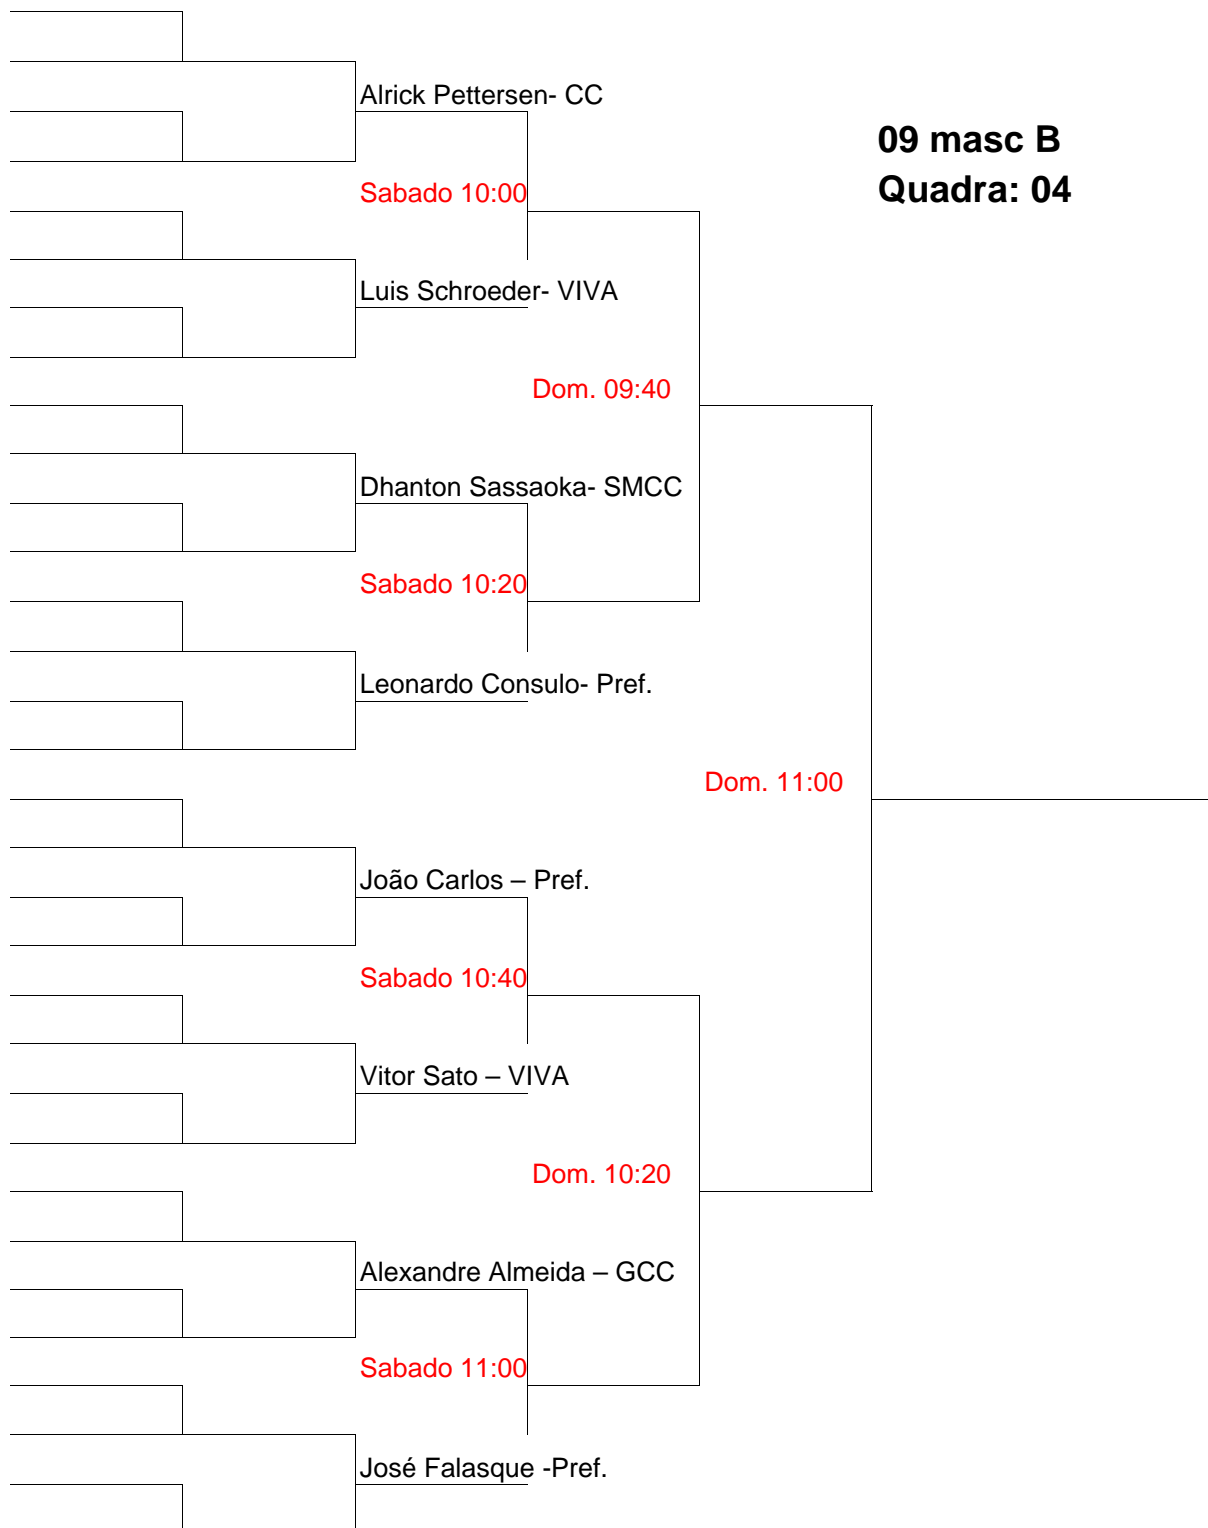 Alrick Pettersen- CC
09 masc B
Quadra: 04
Sabado 10:00
Luis Schroeder- VIVA
Dom. 09:40
Dhanton Sassaoka- SMCC
Sabado 10:20
Leonardo Consulo- Pref.
Dom. 11:00
João Carlos – Pref.
Sabado 10:40
Vitor Sato – VIVA
Dom. 10:20
Alexandre Almeida – GCC
Sabado 11:00
José Falasque -Pref.